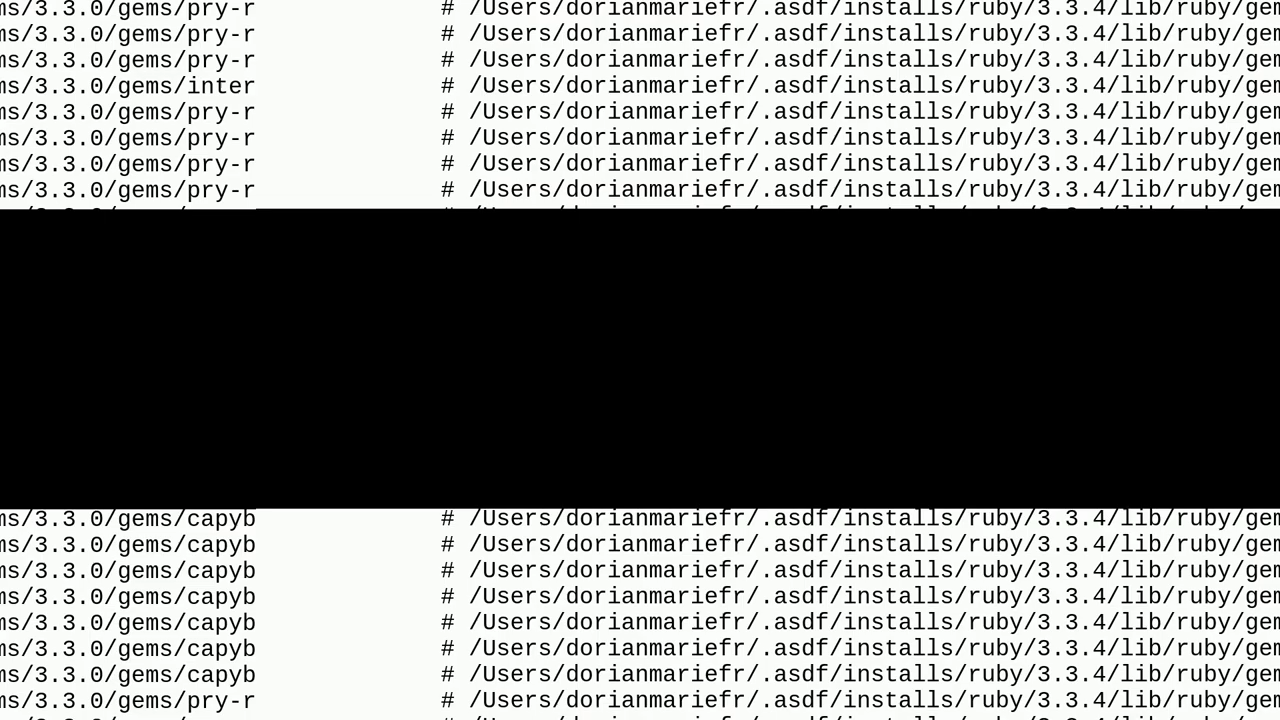 ms/3.3.0/gems/pry-r # /Users/dorianmariefr/.asdf/installs/ruby/3.3.4/lib/ruby/gem
ms/3.3.0/gems/pry-r # /Users/dorianmariefr/.asdf/installs/ruby/3.3.4/lib/ruby/gem
ms/3.3.0/gems/pry-r # /Users/dorianmariefr/.asdf/installs/ruby/3.3.4/lib/ruby/gem
ms/3.3.0/gems/inter # /Users/dorianmariefr/.asdf/installs/ruby/3.3.4/lib/ruby/gem
ms/3.3.0/gems/pry-r # /Users/dorianmariefr/.asdf/installs/ruby/3.3.4/lib/ruby/gem
ms/3.3.0/gems/pry-r # /Users/dorianmariefr/.asdf/installs/ruby/3.3.4/lib/ruby/gem
ms/3.3.0/gems/pry-r # /Users/dorianmariefr/.asdf/installs/ruby/3.3.4/lib/ruby/gem
ms/3.3.0/gems/pry-r # /Users/dorianmariefr/.asdf/installs/ruby/3.3.4/lib/ruby/gem
ms/3.3.0/gems/capyb # /Users/dorianmariefr/.asdf/installs/ruby/3.3.4/lib/ruby/gem
ms/3.3.0/gems/capyb # /Users/dorianmariefr/.asdf/installs/ruby/3.3.4/lib/ruby/gem
ms/3.3.0/gems/capyb # /Users/dorianmariefr/.asdf/installs/ruby/3.3.4/lib/ruby/gem
ms/3.3.0/gems/capyb # /Users/dorianmariefr/.asdf/installs/ruby/3.3.4/lib/ruby/gem
ms/3.3.0/gems/capyb # /Users/dorianmariefr/.asdf/installs/ruby/3.3.4/lib/ruby/gem
ms/3.3.0/gems/capyb # /Users/dorianmariefr/.asdf/installs/ruby/3.3.4/lib/ruby/gem
ms/3.3.0/gems/capyb # /Users/dorianmariefr/.asdf/installs/ruby/3.3.4/lib/ruby/gem
ms/3.3.0/gems/pry-r # /Users/dorianmariefr/.asdf/installs/ruby/3.3.4/lib/ruby/gem